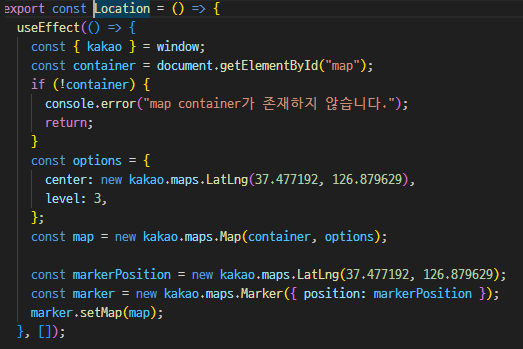 export const Location = () => {
  useEffect(() => {
    const { kakao } = window;
    const container = document.getElementById("map");
    if (!container) {
      console.error("map container가 존재하지 않습니다.");
      return;
    }
    const options = {
      center: new kakao.maps.LatLng(37.477192, 126.879629),
      level: 3,
    };
    const map = new kakao.maps.Map(container, options);
    const markerPosition = new kakao.maps.LatLng(37.477192, 126.879629);
    const marker = new kakao.maps.Marker({ position: markerPosition });
    marker.setMap(map);
  }, []);